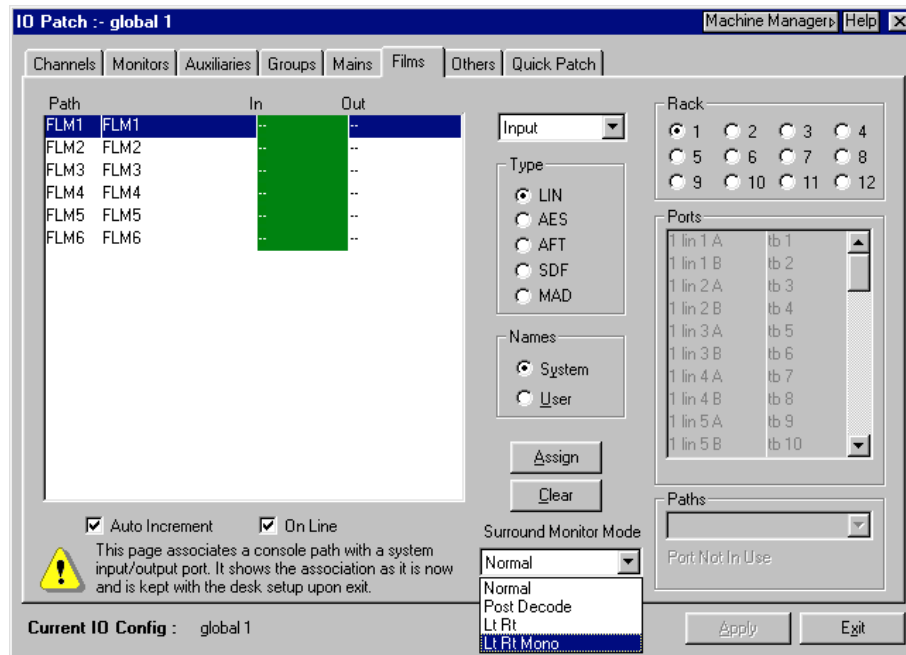 IO Patch :- global 1
Machine Manager Help
Channels Monitors Auxiliaries Groups Mains Films Others Quick Patch
Path In Out
FLM1 FLM1 -- --
FLM2 FLM2 -- --
FLM3 FLM3 -- --
FLM4 FLM4 -- --
FLM5 FLM5 -- --
FLM6 FLM6 -- --
Auto Increment On Line
This page associates a console path with a system
input/output port. It shows the association as it is now
and is kept with the desk setup upon exit.
Input
Type
LIN
AES
AFT
SDF
MAD
Names
System
User
Assign
Clear
Surround Monitor Mode
Normal
Normal
Post Decode
Lt Rt
Lt Rt Mono
Rack
1 2 3 4
5 6 7 8
9 10 11 12
Ports
1 lin 1 A tb 1
1 lin 1 B tb 2
1 lin 2 A tb 3
1 lin 2 B tb 4
1 lin 3 A tb 5
1 lin 3 B tb 6
1 lin 4 A tb 7
1 lin 4 B tb 8
1 lin 5 A tb 9
1 lin 5 B tb 10
Paths
Port Not In Use
Current IO Config : global 1
Apply Exit